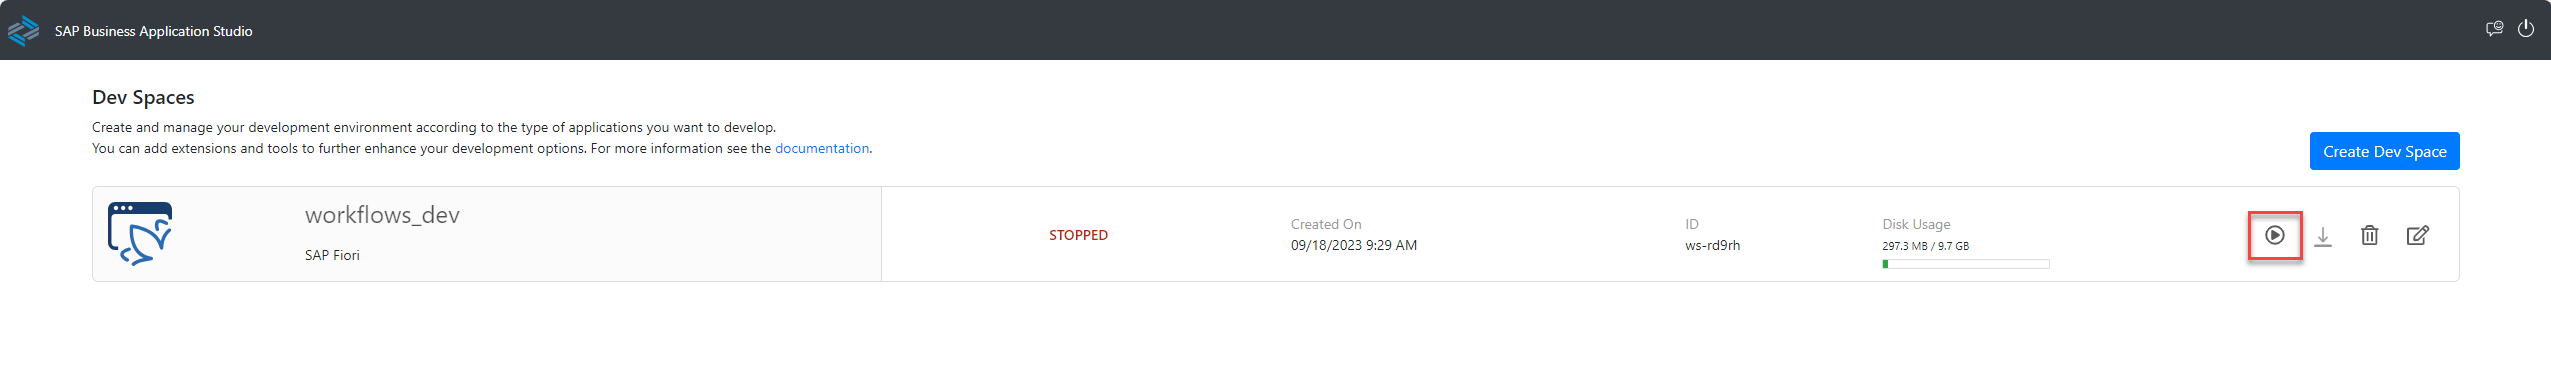 SAP Business Application Studio
Dev Spaces
Create and manage your development environment according to the type of applications you want to develop.
You can add extensions and tools to further enhance your development options. For more information see the documentation.
Create Dev Space
workflows_dev
SAP Fiori
STOPPED
Created On
09/18/2023 9:29 AM
ID
ws-rd9rh
Disk Usage
297.3 MB / 9.7 GB